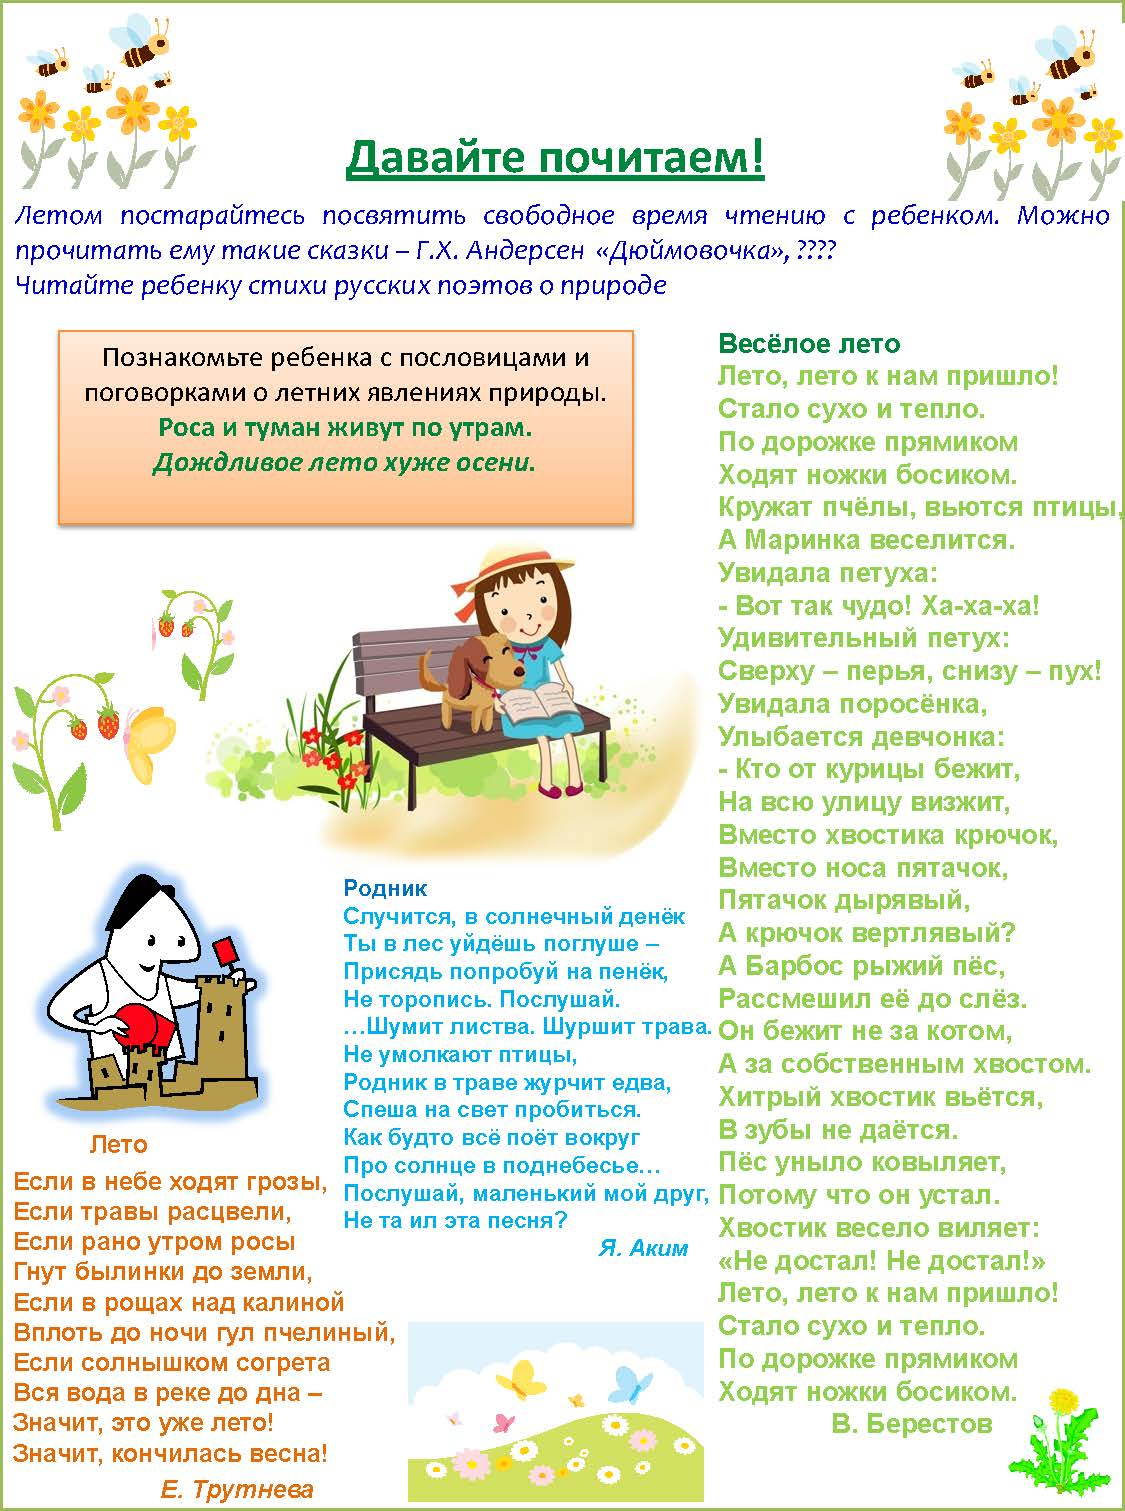 Давайте почитаем!
Летом постарайтесь посвятить свободное время чтению с ребенком. Можно
прочитать ему такие сказки – Г.Х. Андерсен «Дюймовочка», ????
Читайте ребенку стихи русских поэтов о природе
Познакомьте ребенка с пословицами и
поговорками о летних явлениях природы.
Роса и туман живут по утрам.
Дождливое лето хуже осени.
Весёлое лето
Лето, лето к нам пришло!
Стало сухо и тепло.
По дорожке прямиком
Ходят ножки босиком.
Кружат пчёлы, вьются птицы,
А Маринка веселится.
Увидала петуха:
- Вот так чудо! Ха-ха-ха!
Удивительный петух:
Сверху – перья, снизу – пух!
Увидала поросёнка,
Улыбается девчонка:
- Кто от курицы бежит,
На всю улицу визжит,
Вместо хвостика крючок,
Вместо носа пятачок,
Пятачок дырявый,
А крючок вертлявый?
А Барбос рыжий пёс,
Рассмешил её до слёз.
Он бежит не за котом,
А за собственным хвостом.
Хитрый хвостик вьётся,
В зубы не даётся.
Пёс уныло ковыляет,
Потому что он устал.
Хвостик весело виляет:
«Не достал! Не достал!»
Лето, лето к нам пришло!
Стало сухо и тепло.
По дорожке прямиком
Ходят ножки босиком.
В. Берестов
Родник
Случится, в солнечный денёк
Ты в лес уйдёшь поглуше –
Присядь попробуй на пенёк,
Не торопись. Послушай.
…Шумит листва. Шуршит трава.
Не умолкают птицы,
Родник в траве журчит едва,
Спеша на свет пробиться.
Как будто всё поёт вокруг
Про солнце в поднебесье…
Послушай, маленький мой друг,
Не та ил эта песня?
Я. Аким
Лето
Если в небе ходят грозы,
Если травы расцвели,
Если рано утром росы
Гнут былинки до земли,
Если в рощах над калиной
Вплоть до ночи гул пчелиный,
Если солнышком согрета
Вся вода в реке до дна –
Значит, это уже лето!
Значит, кончилась весна!
Е. Трутнева